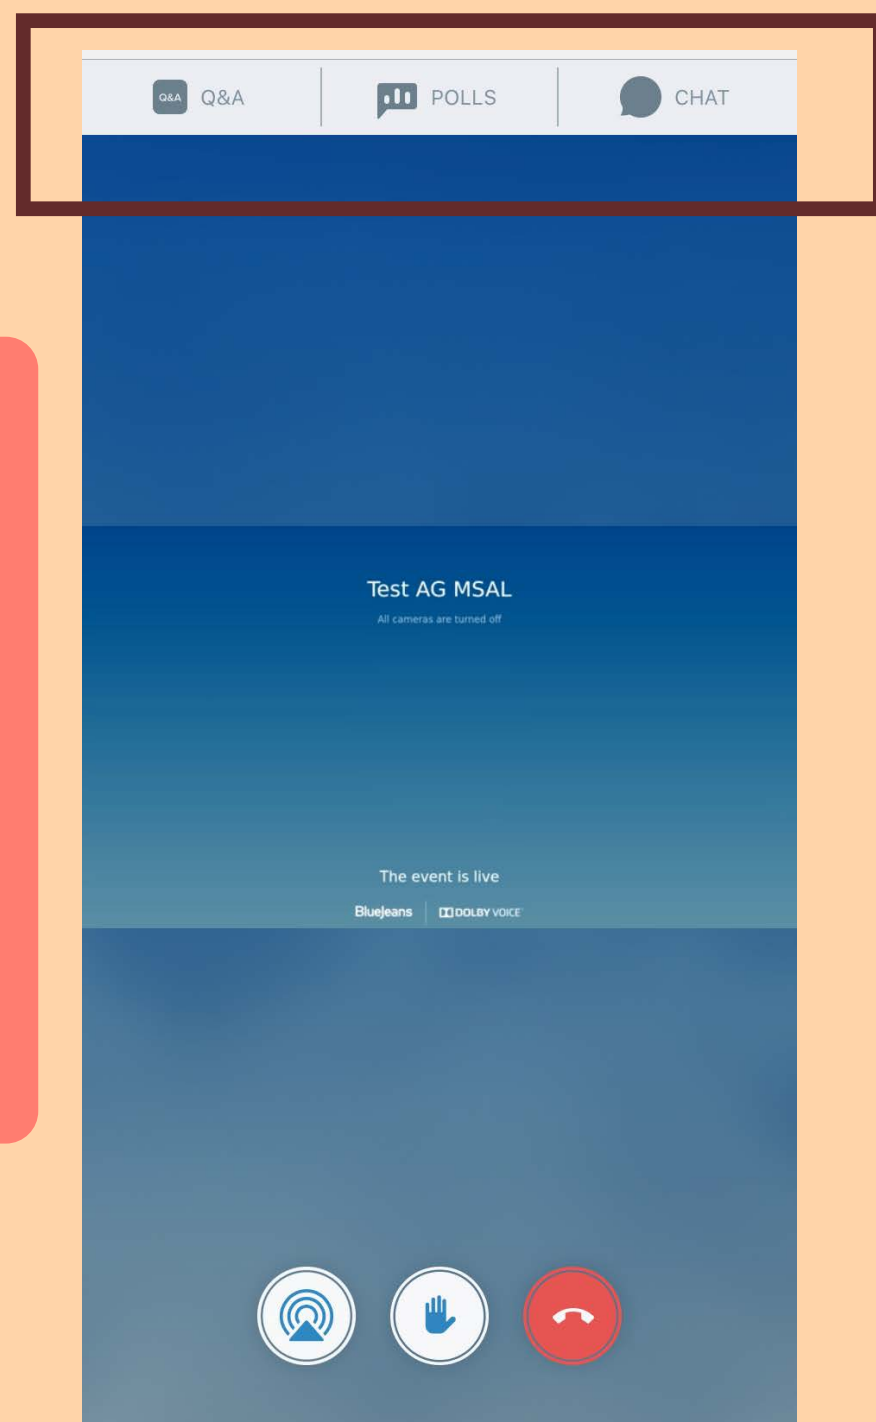 Q&A Q&A POLLS CHAT
Test AG MSAL
All cameras are turned off
The event is live
BlueJeans DOLBY VOICE